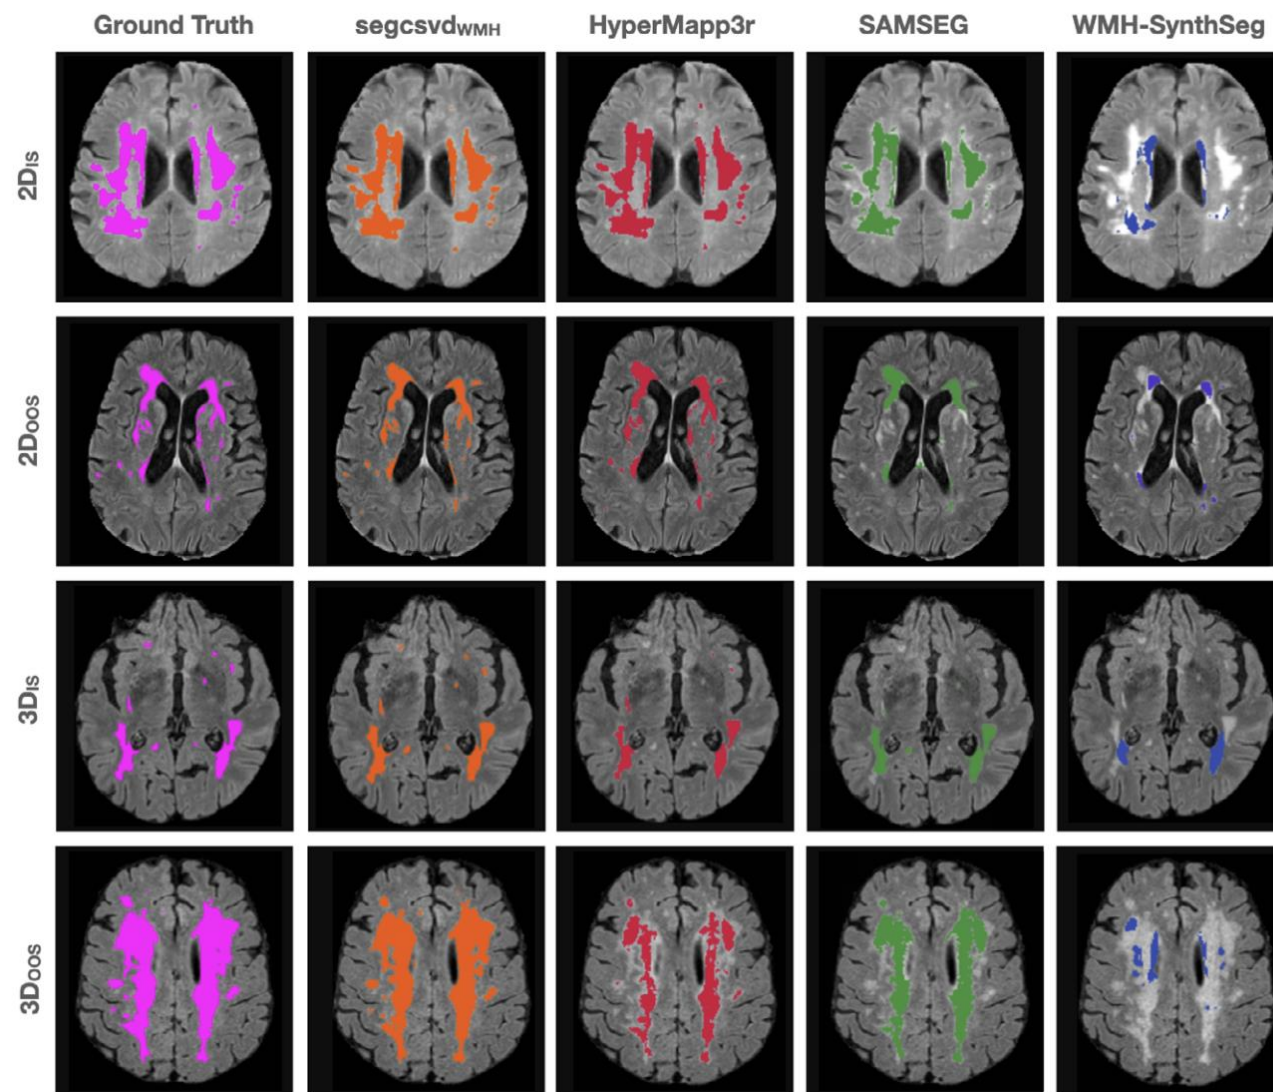 Ground Truth segcsvdWMH HyperMapp3r SAMSEG WMH-SynthSeg
2DIS
2DOOS
3DIS
3DOOS